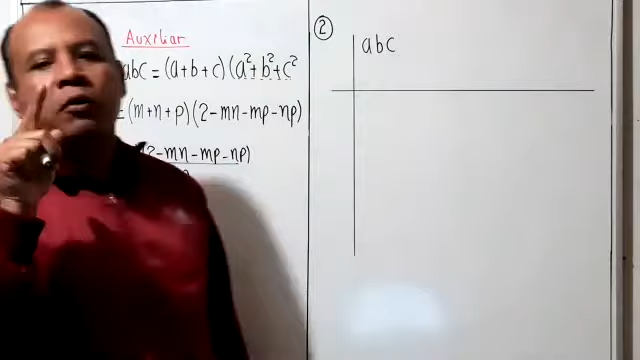 Auxiliar
abc = (a+b+c)(a²+b²+c²
= (m+n+p)(2-mn-mp-np)
(2-mn-mp-np)
②
abc